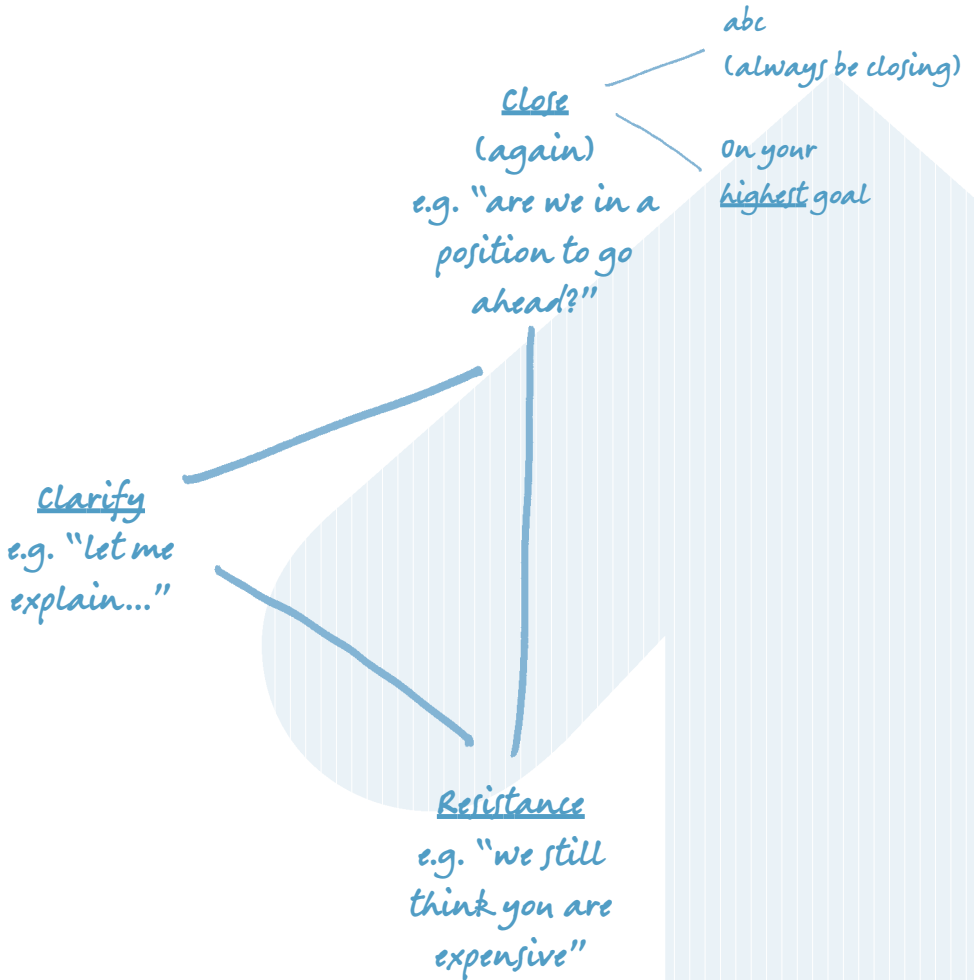 abc
(always be closing)
Close
(again)
e.g. “are we in a
position to go
ahead?”
On your
highest goal
Clarify
e.g. “let me
explain...”
Resistance
e.g. “we still
think you are
expensive”